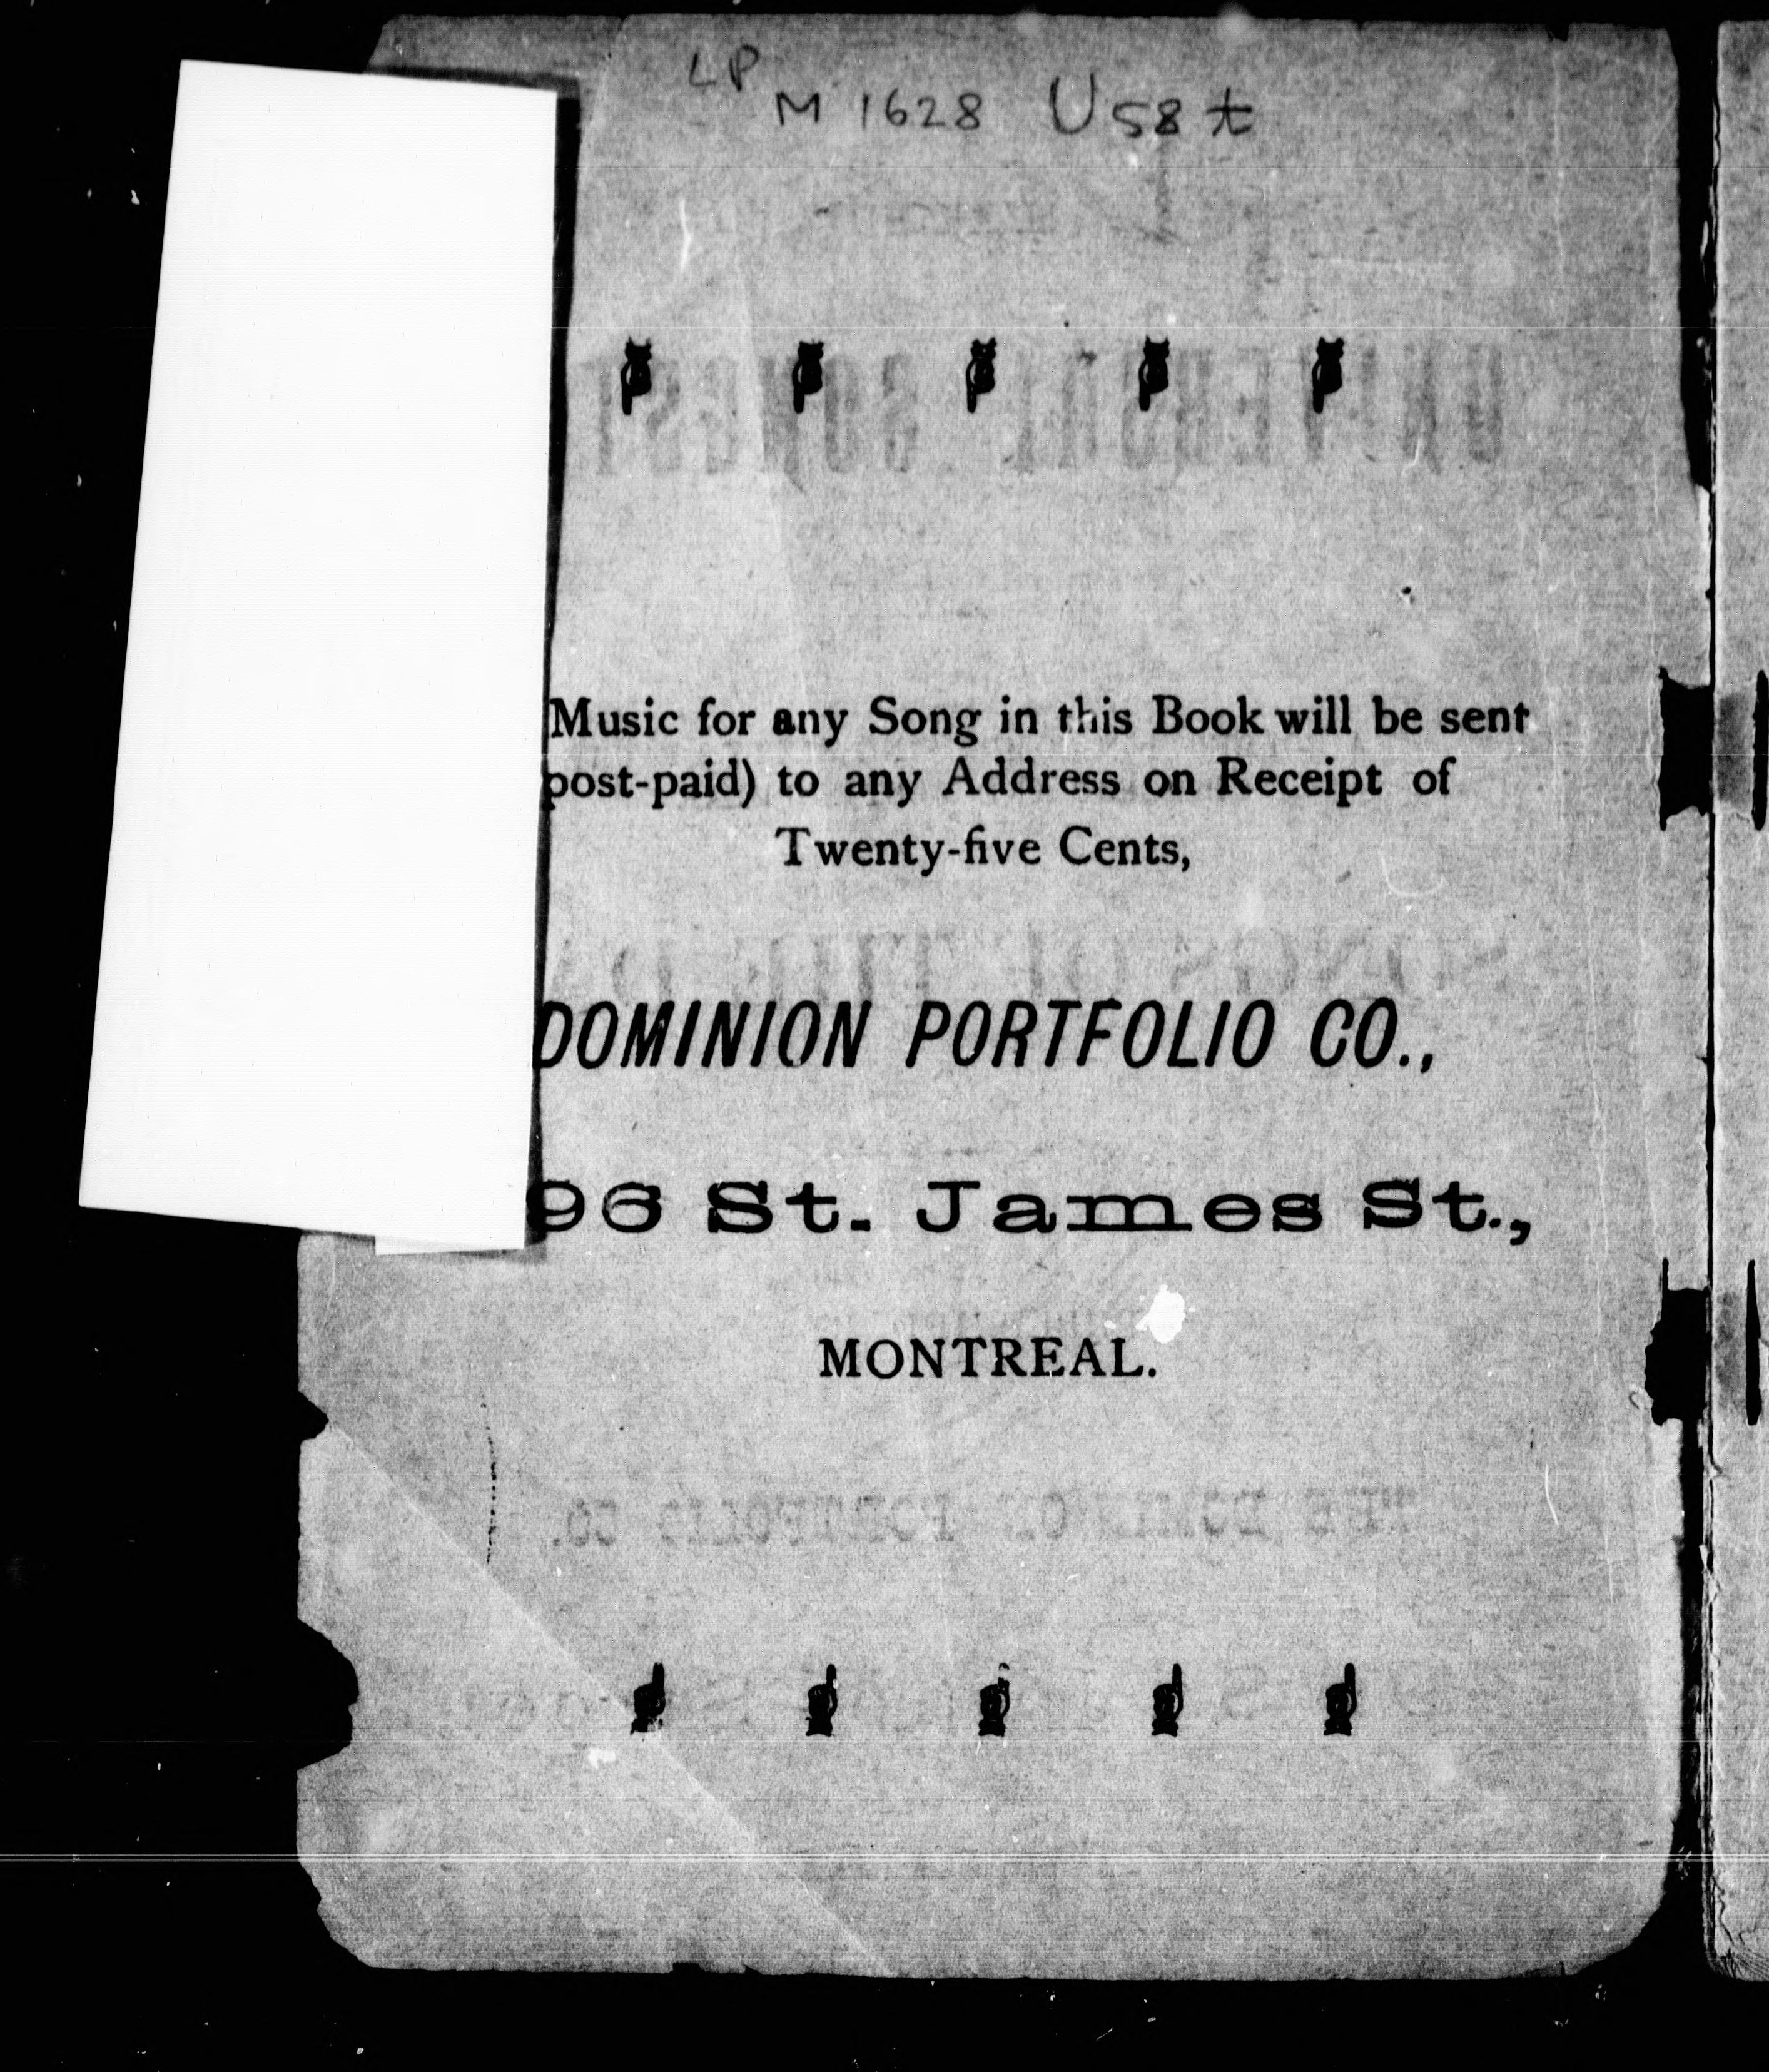 LP
M 1628 U58t
Music for any Song in this Book will be sent
post-paid) to any Address on Receipt of
Twenty-five Cents,
DOMINION PORTFOLIO CO.,
96 St. James St.,
MONTREAL.